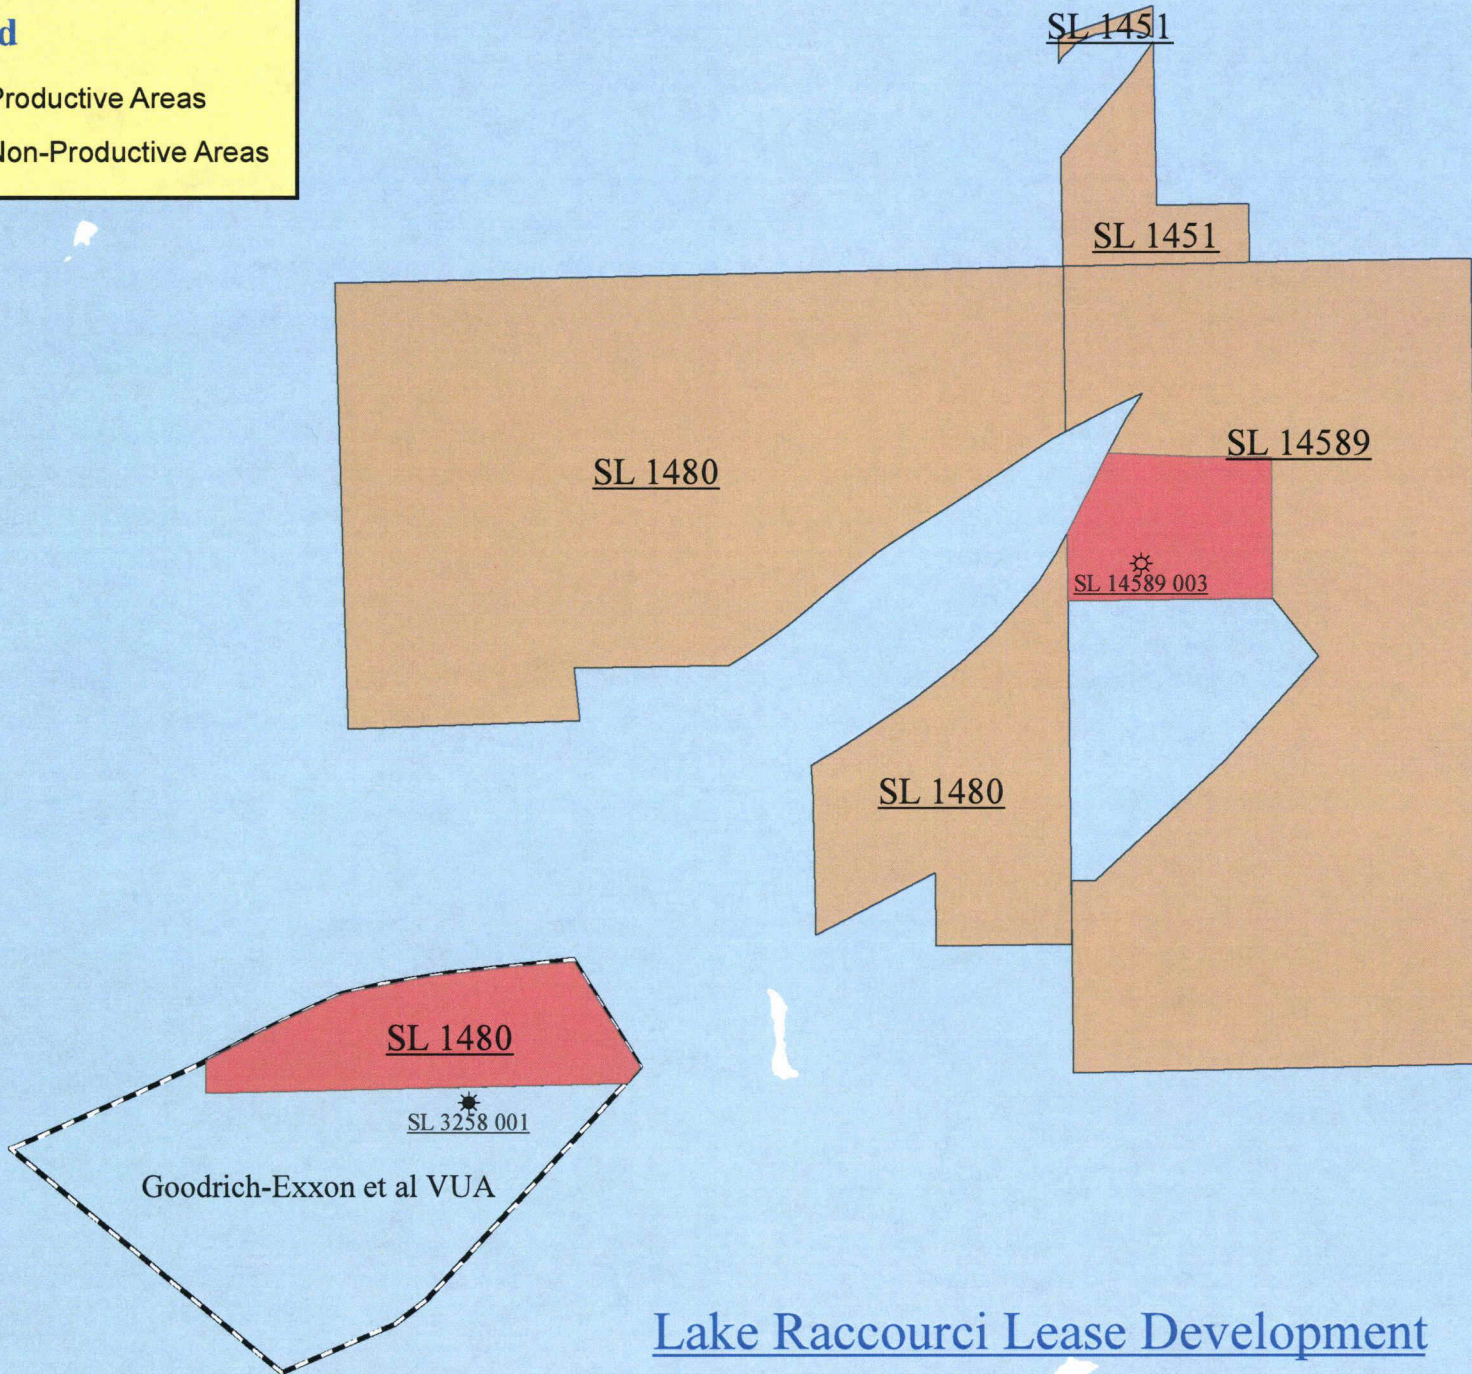 Productive Areas
Non-Productive Areas
SL 1451
SL 1451
SL 1480
SL 14589
SL 14589 003
SL 1480
SL 1480
SL 3258 001
Goodrich-Exxon et al VUA
Lake Raccourci Lease Development